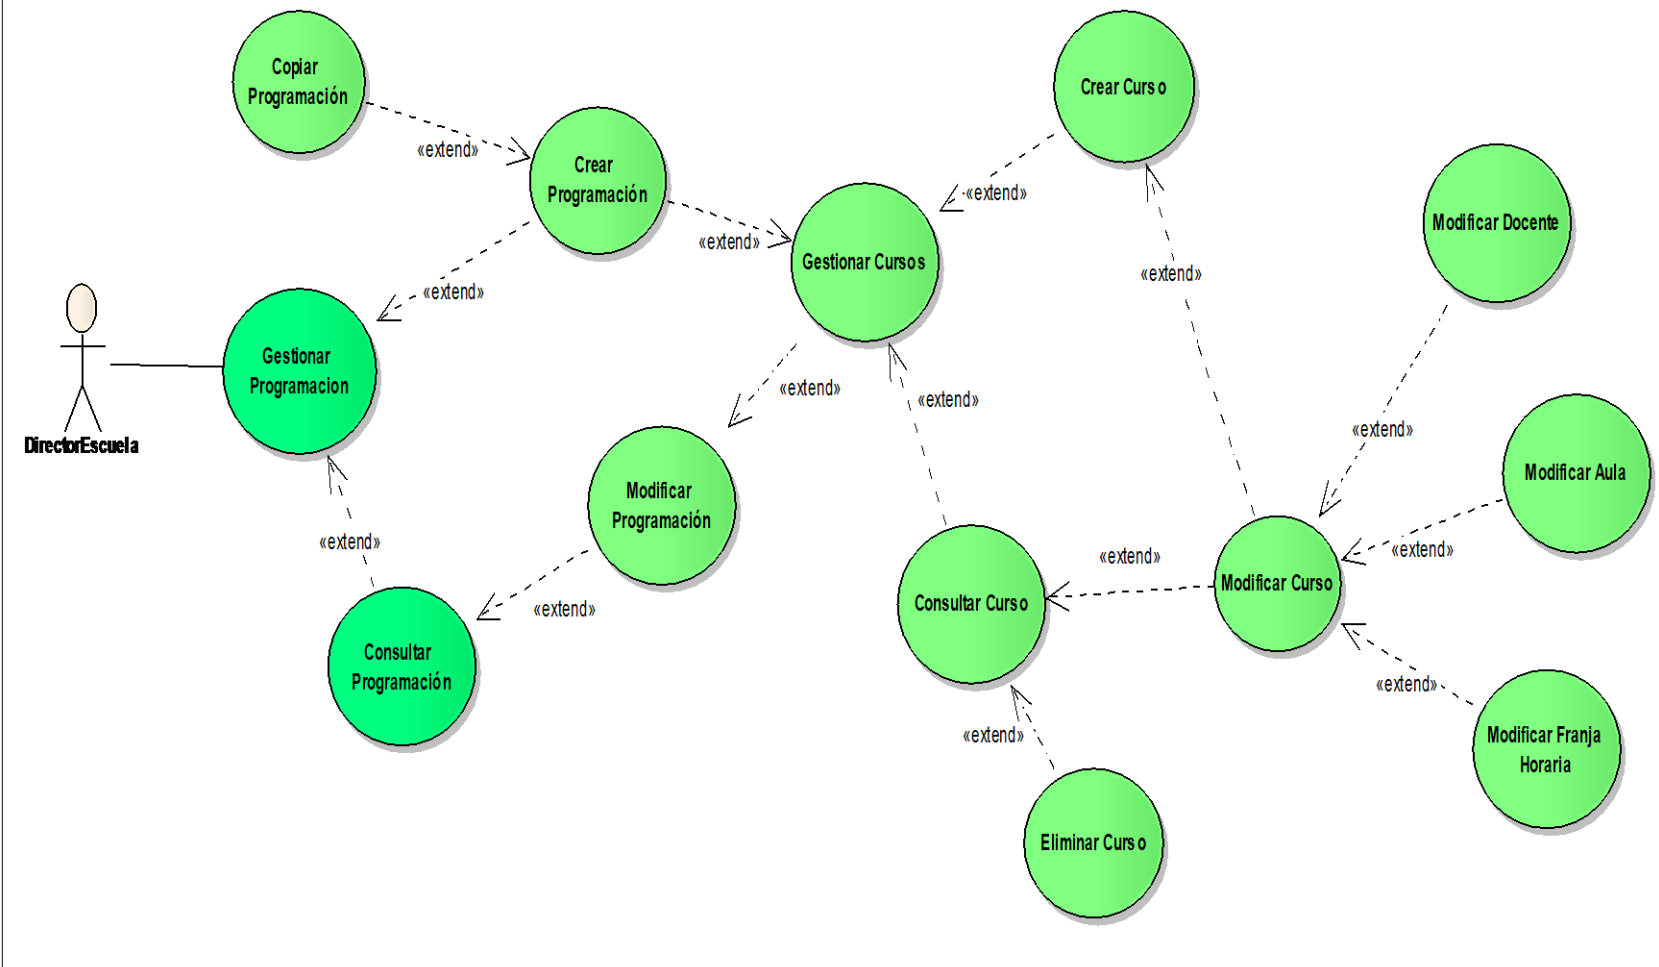 Copiar
Programación
«extend»
Crear
Programación
«extend»
Crear Curso
«extend»
Gestionar Cursos
Modificar Docente
«extend»
«extend»
DirectorEscuela
Gestionar
Programacion
«extend»
«extend»
«extend»
Modificar Aula
Modificar
Programación
«extend»
«extend»
«extend»
«extend»
Consultar Curso
Modificar Curso
Consultar
Programación
«extend»
«extend»
Modificar Franja
Horaria
Eliminar Curso